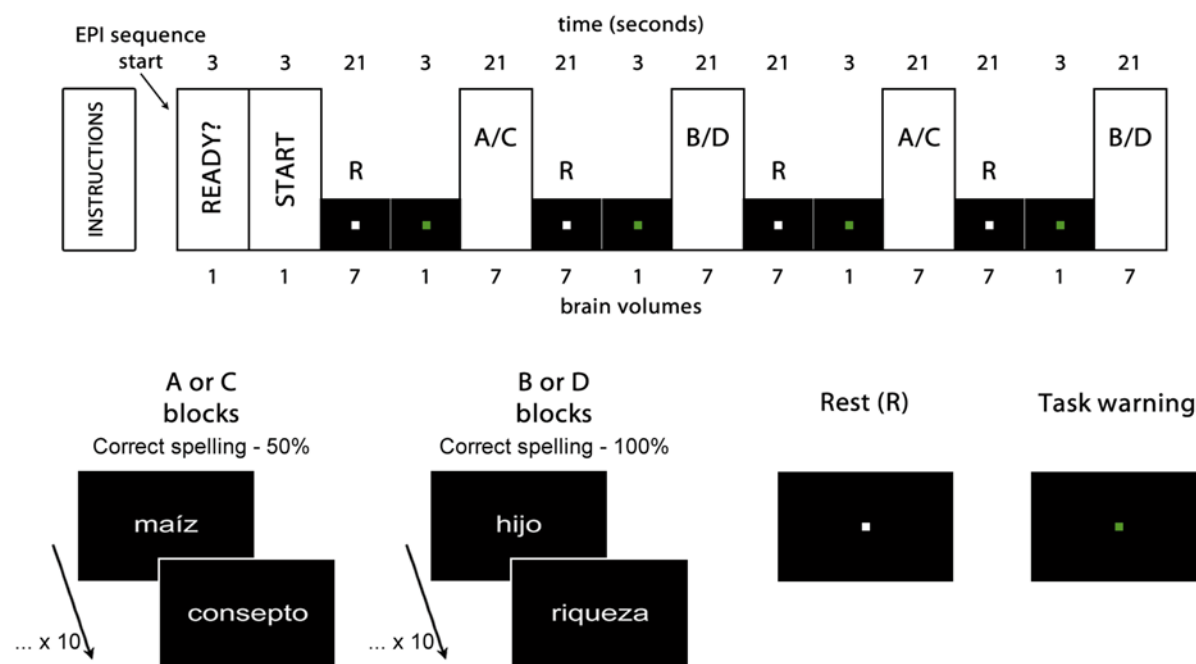 time (seconds)
EPI sequence
start
3 3 21 3 21 21 3 21 21 3 21 21 3 21
INSTRUCTIONS
READY?
START
R
A/C
R
B/D
R
A/C
R
B/D
1 1 7 1 7 7 1 7 7 1 7 7 1 7
brain volumes
A or C
blocks
Correct spelling - 50%
maíz
consepto
... x 10
B or D
blocks
Correct spelling - 100%
hijo
riqueza
... x 10
Rest (R)
Task warning